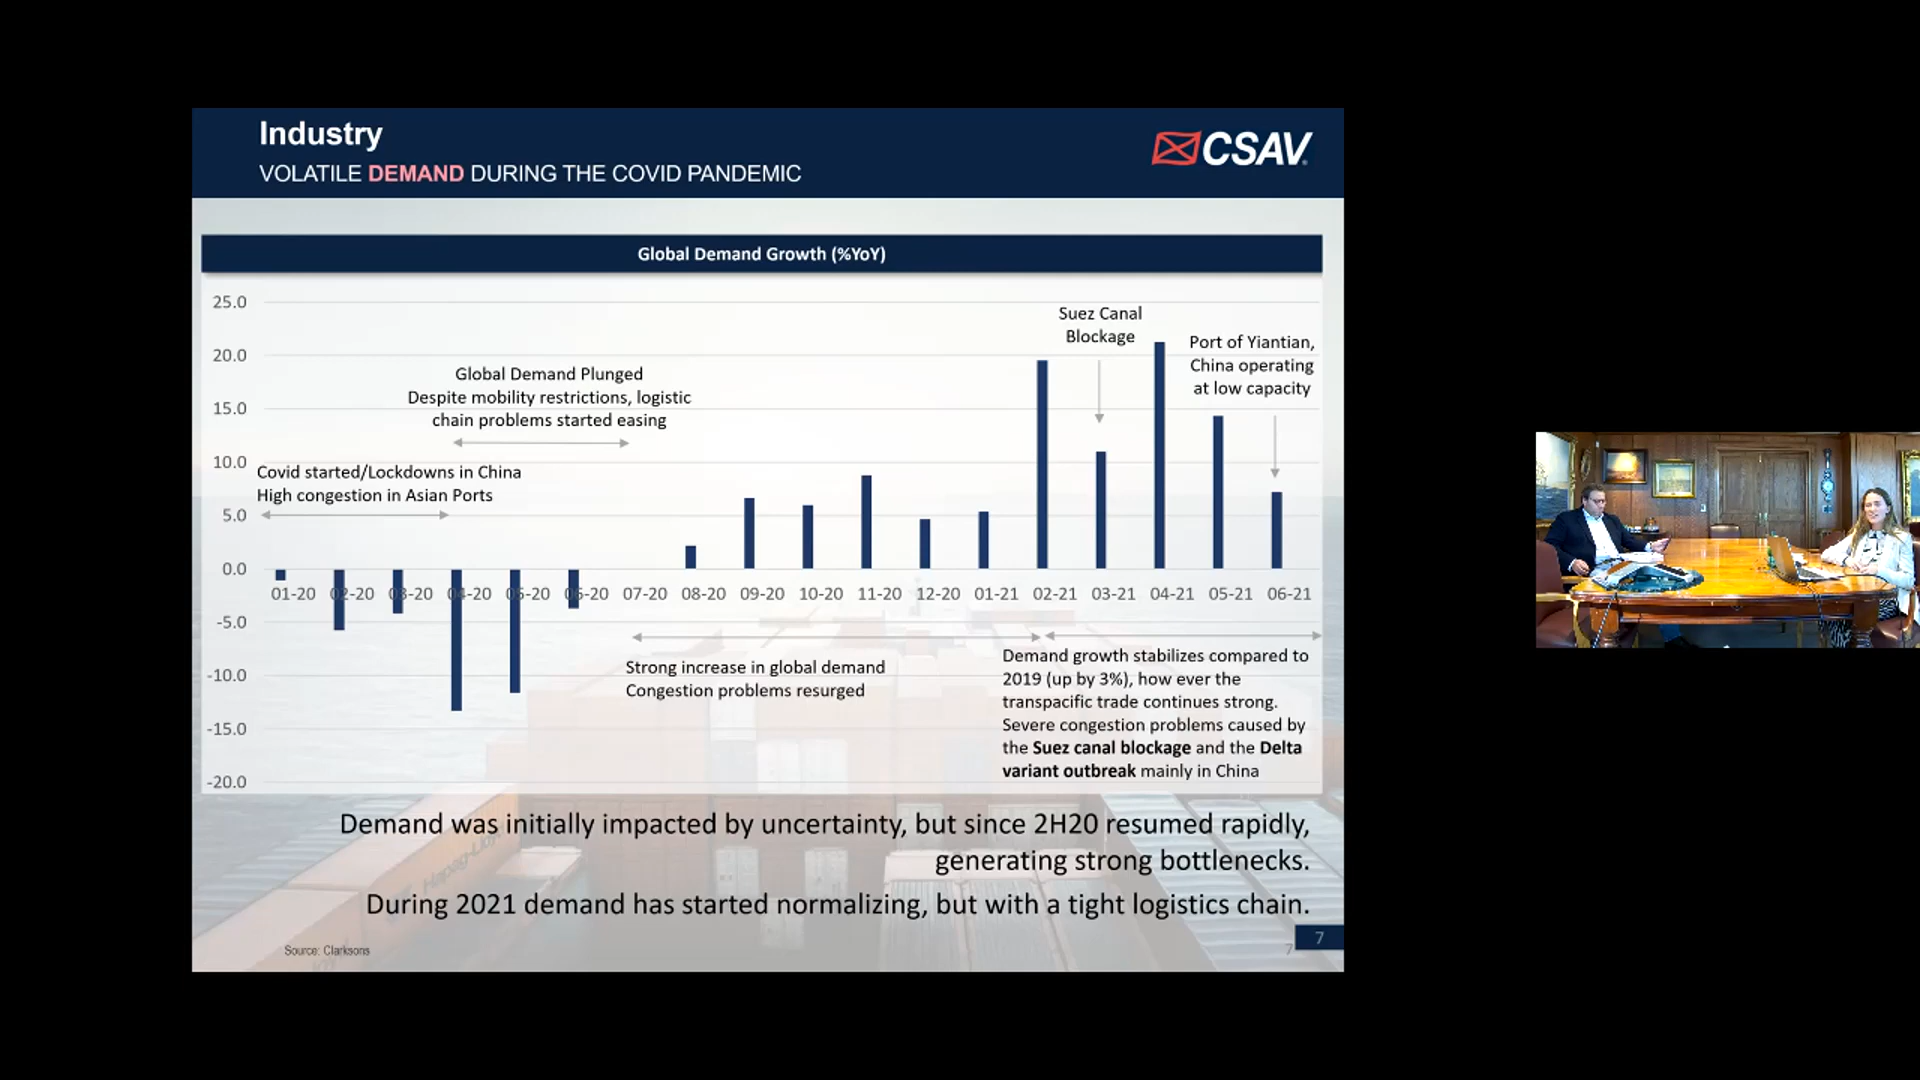 Industry
VOLATILE DEMAND DURING THE COVID PANDEMIC
CSAV
Global Demand Growth (%YoY)
25.0
20.0
15.0
10.0
5.0
0.0
-5.0
-10.0
-15.0
-20.0
Covid started/Lockdowns in China
High congestion in Asian Ports
Global Demand Plunged
Despite mobility restrictions, logistic
chain problems started easing
Suez Canal
Blockage
Port of Yiantian,
China operating
at low capacity
01-20 02-20 03-20 04-20 05-20 06-20 07-20 08-20 09-20 10-20 11-20 12-20 01-21 02-21 03-21 04-21 05-21 06-21
Strong increase in global demand
Congestion problems resurged
Demand growth stabilizes compared to
2019 (up by 3%), how ever the
transpacific trade continues strong.
Severe congestion problems caused by
the Suez canal blockage and the Delta
variant outbreak mainly in China
Demand was initially impacted by uncertainty, but since 2H20 resumed rapidly,
generating strong bottlenecks.
During 2021 demand has started normalizing, but with a tight logistics chain.
Hapag-Lloyd
Source: Clarksons
7
7